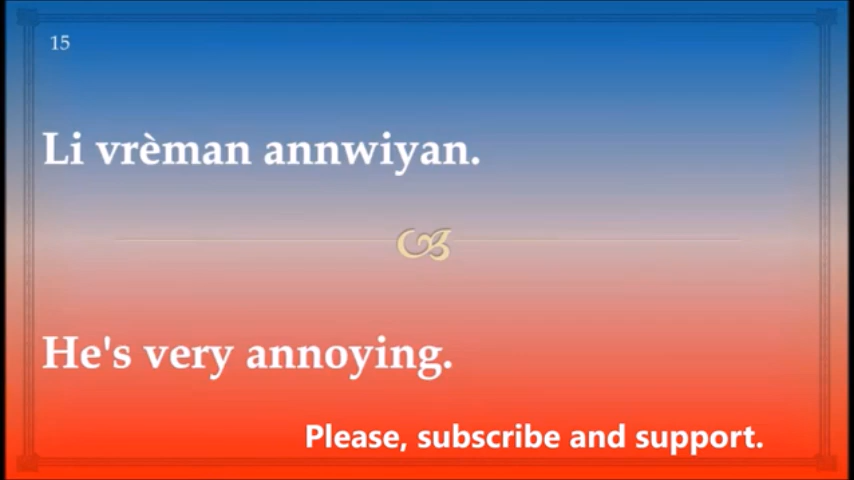 15
Li vrèman annwiyan.
He's very annoying.
Please, subscribe and support.